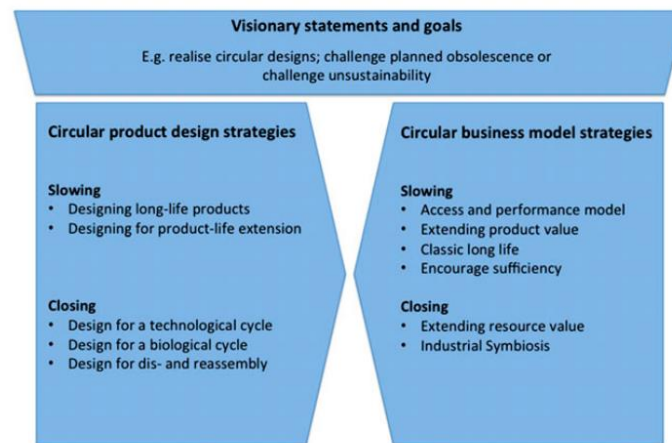 Visionary statements and goals
E.g. realise circular designs; challenge planned obsolescence or
challenge unsustainability
Circular product design strategies
Slowing
• Designing long-life products
• Designing for product-life extension
Closing
• Design for a technological cycle
• Design for a biological cycle
• Design for dis- and reassembly
Circular business model strategies
Slowing
• Access and performance model
• Extending product value
• Classic long life
• Encourage sufficiency
Closing
• Extending resource value
• Industrial Symbiosis